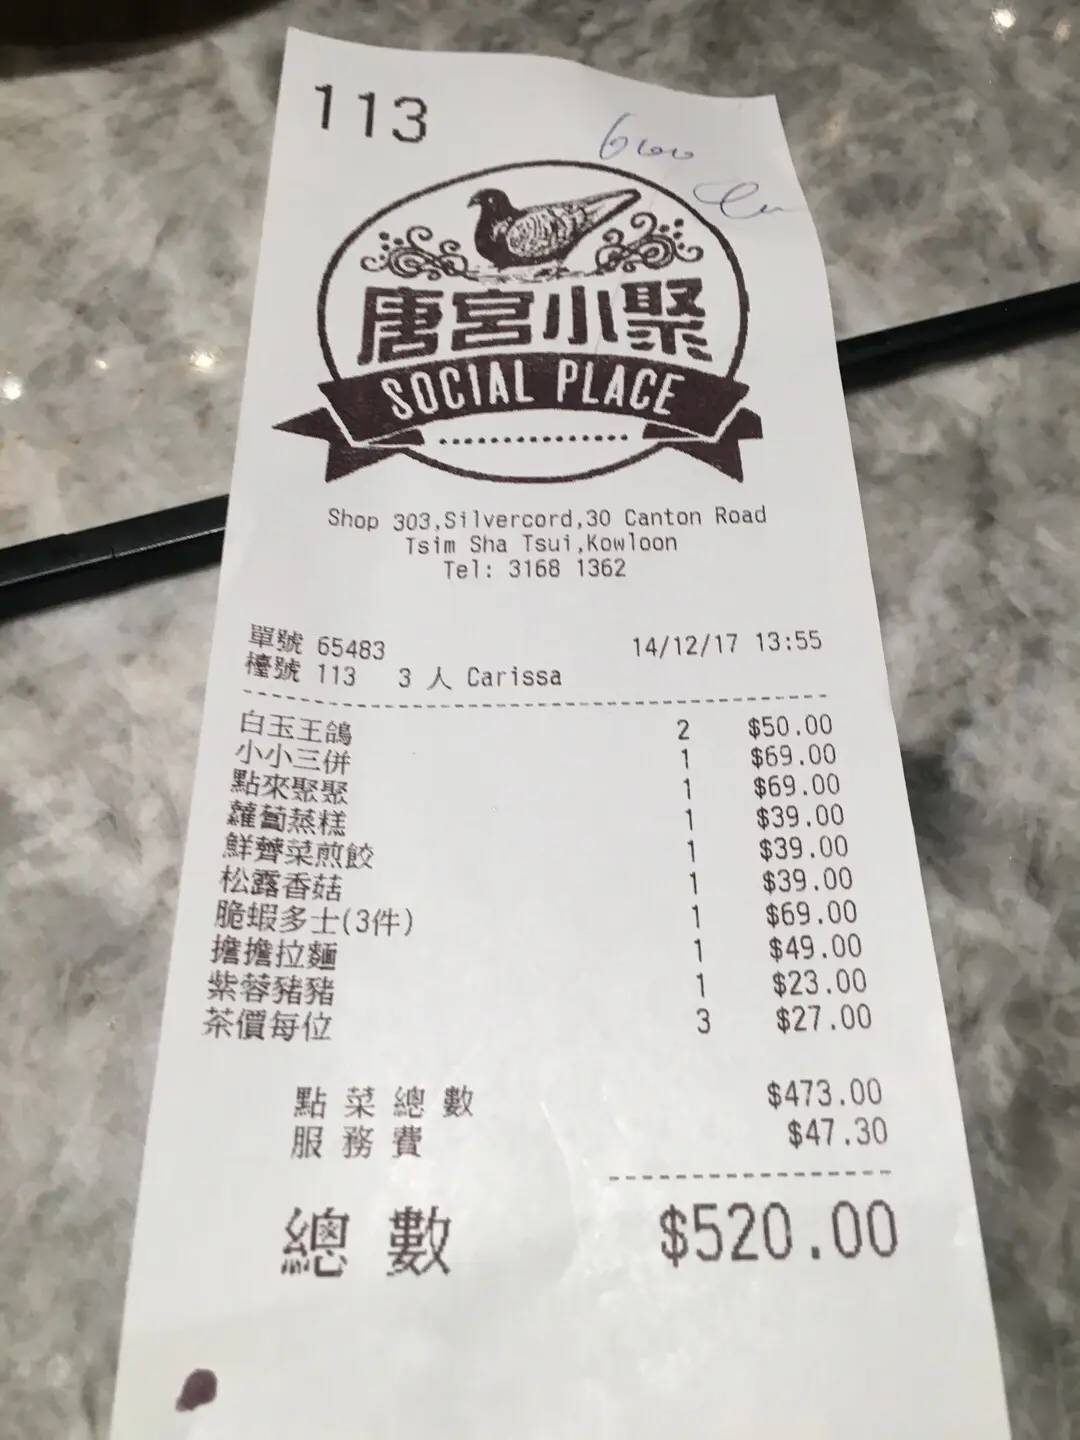 113
唐宮小聚
SOCIAL PLACE
Shop 303,Silvercord,30 Canton Road
Tsim Sha Tsui,Kowloon
Tel: 3168 1362
單號 65483 14/12/17 13:55
檯號 113 3 人 Carissa
白玉王鴿 2 $50.00
小小三併 1 $69.00
點來聚聚 1 $69.00
蘿蔔蒸糕 1 $39.00
鮮薺菜煎餃 1 $39.00
松露香菇 1 $39.00
脆蝦多士(3件) 1 $69.00
擔擔拉麵 1 $49.00
紫蓉豬豬 1 $23.00
茶價每位 3 $27.00
點菜總數 $473.00
服務費 $47.30
總數 $520.00